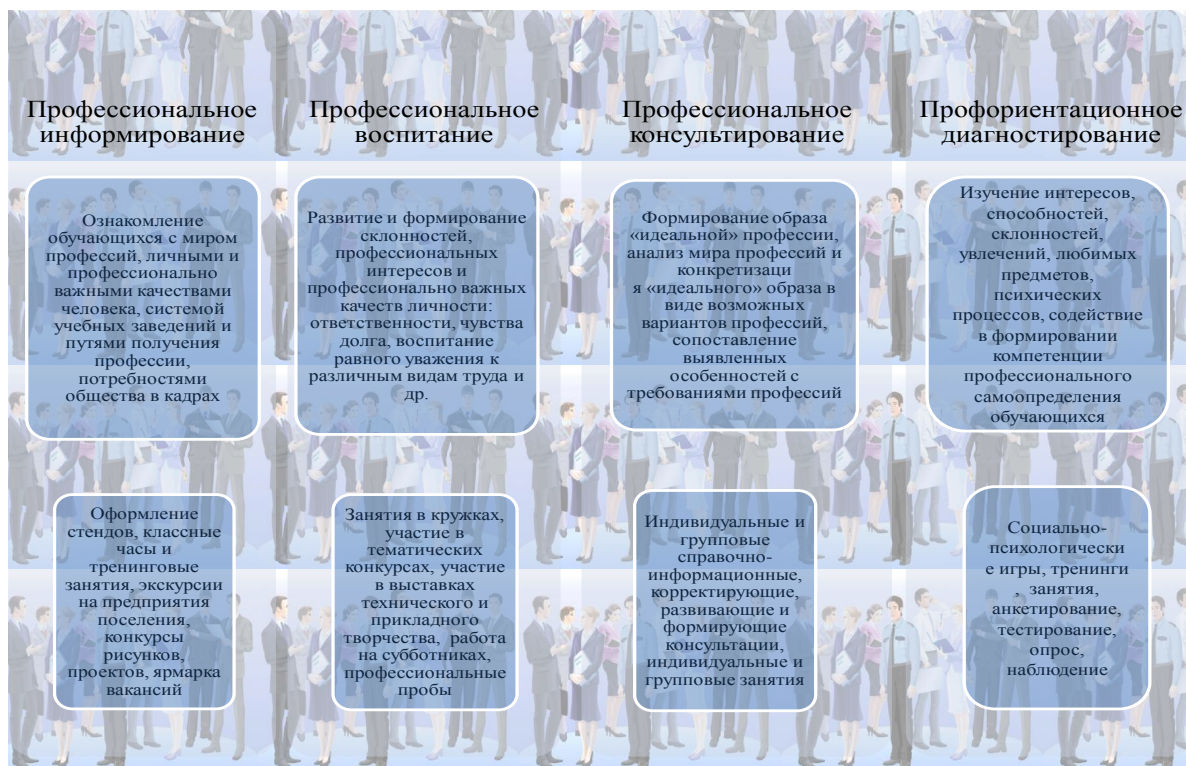 Профессиональное
информирование
Профессиональное
воспитание
Профессиональное
консультирование
Профориентационное
диагностирование
Ознакомление
обучающихся с миром
профессий, личными и
профессионально
важными качествами
человека, системой
учебных заведений и
путями получения
профессии,
потребностями
общества в кадрах
Развитие и формирование
склонностей,
профессиональных
интересов и
профессионально важных
качеств личности:
ответственности, чувства
долга, воспитание
равного уважения к
различным видам труда и
др.
Формирование образа
«идеальной» профессии,
анализ мира профессий и
конкретизаци
я «идеального» образа в
виде возможных
вариантов профессий,
сопоставление
выявленных
особенностей с
требованиями профессий
Изучение интересов,
способностей,
склонностей,
увлечений, любимых
предметов,
психических
процессов, содействие
в формировании
компетенции
профессионального
самоопределения
обучающихся
Оформление
стендов, классные
часы и
тренинговые
занятия, экскурсии
на предприятия
поселения,
конкурсы
рисунков,
проектов, ярмарка
вакансий
Занятия в кружках,
участие в
тематических
конкурсах, участие
в выставках
технического и
прикладного
творчества, работа
на субботниках,
профессиональные
пробы
Индивидуальные и
групповые
справочно-
информационные,
корректирующие,
развивающие и
формирующие
консультации,
индивидуальные и
групповые занятия
Социально-
психологически
е игры, тренинги
, занятия,
анкетирование,
тестирование,
опрос,
наблюдение